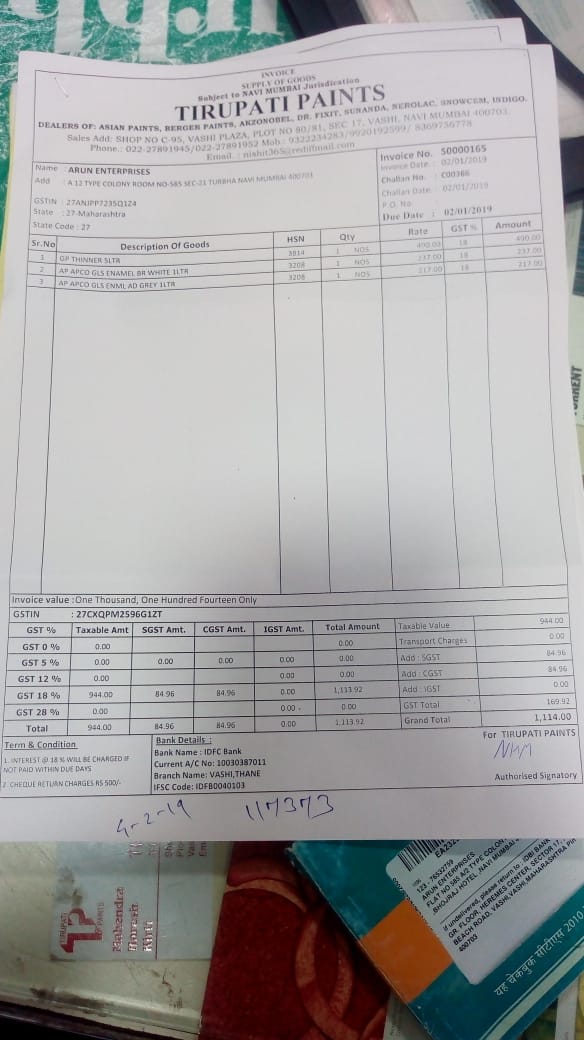 INVOICE
SUPPLY OF GOODS
Subject to NAVI MUMBAI Jurisdication
TIRUPATI PAINTS
DEALERS OF: ASIAN PAINTS, BERGER PAINTS, AKZONOBEL, DR. FIXIT, SUNANDA, NEROLAC, SNOWCEM, INDIGO.
Sales Add: SHOP NO C-95, VASHI PLAZA, PLOT NO 80/81, SEC 17, VASHI, NAVI MUMBAI 400703.
Phone.: 022-27891945/022-27891952 Mob.: 9322234283/9920192599/ 8369756778
Email. : nishit365@rediffmail.com
Name : ARUN ENTERPRISES
Add : A 12 TYPE COLONY ROOM NO-585 SEC-21 TURBHA NAVI MUMBAI 400701
GSTIN : 27ANJPP7235Q1Z4
State : 27-Maharashtra
State Code : 27
Invoice No. S0000165
Invoice Date. : 02/01/2019
Challan No. : C00366
Challan Date : 02/01/2019
P.O. No.
Due Date : 02/01/2019
Sr.No Description Of Goods HSN Qty Rate GST % Amount
1 GP THINNER 5LTR 3814 1 NOS 490.00 18 490.00
2 AP APCO GLS ENAMEL BR WHITE 1LTR 3208 1 NOS 237.00 18 237.00
3 AP APCO GLS ENML AD GREY 1LTR 3208 1 NOS 217.00 18 217.00
Invoice value : One Thousand, One Hundred Fourteen Only
GSTIN : 27CXQPM2596G1ZT
GST % Taxable Amt SGST Amt. CGST Amt. IGST Amt. Total Amount
GST 0 % 0.00 0.00
GST 5 % 0.00 0.00 0.00 0.00 0.00
GST 12 % 0.00 0.00 0.00
GST 18 % 944.00 84.96 84.96 0.00 1,113.92
GST 28 % 0.00 0.00 0.00
Total 944.00 84.96 84.96 0.00 1,113.92
Taxable Value 944.00
Transport Charges 0.00
Add : SGST 84.96
Add : CGST 84.96
Add : IGST 0.00
GST Total 169.92
Grand Total 1,114.00
Term & Condition
1. INTEREST @ 18 % WILL BE CHARGED IF
NOT PAID WITHIN DUE DAYS
2. CHEQUE RETURN CHARGES RS 500/-
Bank Details :
Bank Name : IDFC Bank
Current A/C No: 10030387011
Branch Name: VASHI,THANE
IFSC Code: IDFB0040103
For TIRUPATI PAINTS
Authorised Signatory
4-2-19
117373
TIRUPATI
PAINTS
TP
Mahendra
ARUN ENTERPRISES
यह चेकबुक सीटीएस 2010